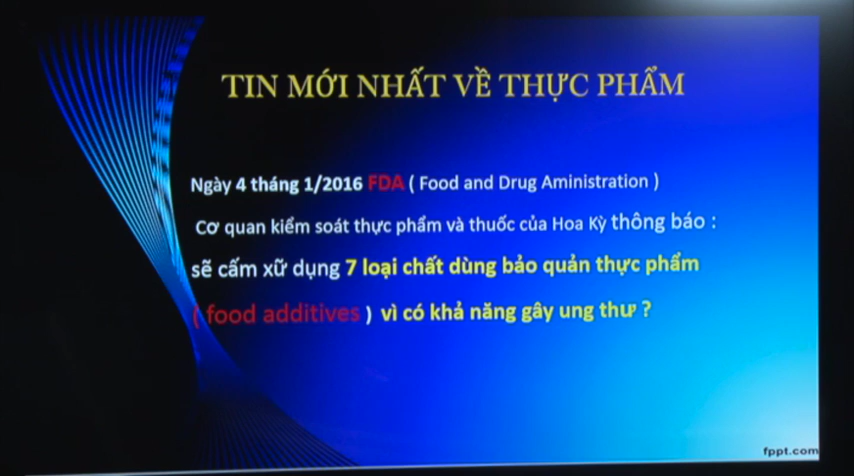 TIN MỚI NHẤT VỀ THỰC PHẨM
Ngày 4 tháng 1/2016 FDA ( Food and Drug Aministration )
Cơ quan kiểm soát thực phẩm và thuốc của Hoa Kỳ thông báo :
sẽ cấm xữ dụng 7 loại chất dùng bảo quản thực phẩm
( food additives ) vì có khả năng gây ung thư ?
fppt.com